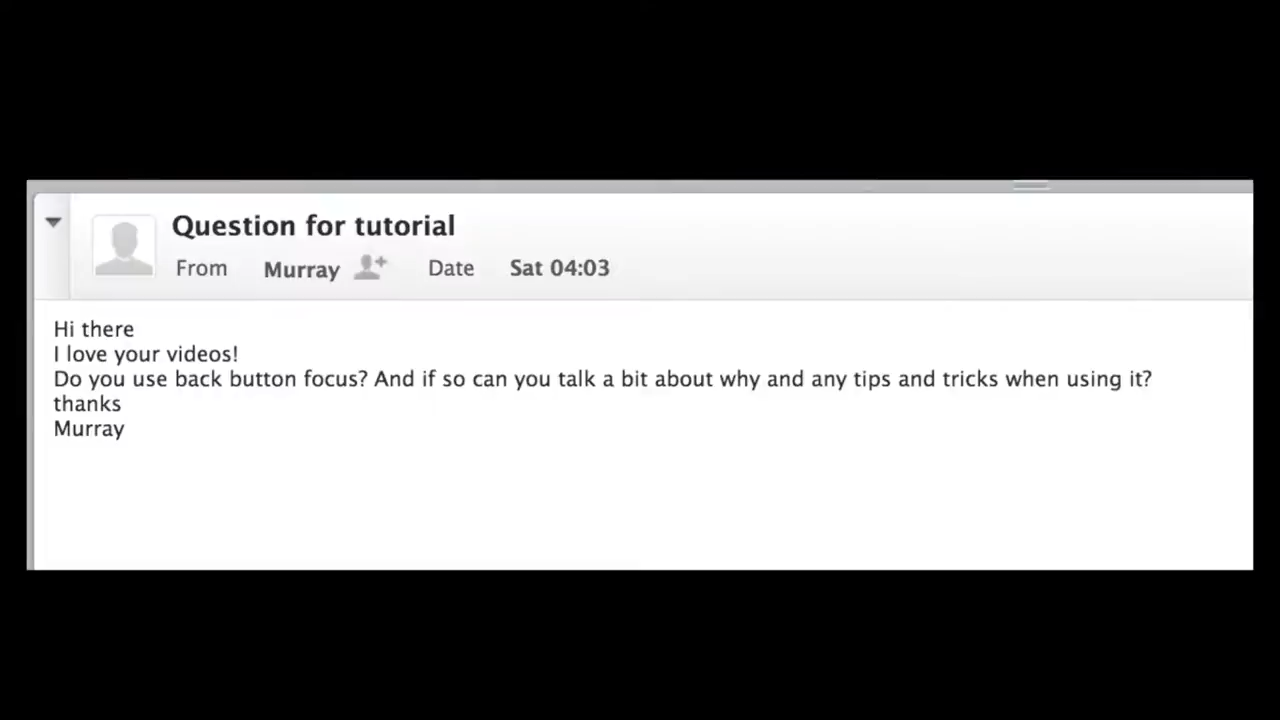 Question for tutorial
From Murray Date Sat 04:03
Hi there
I love your videos!
Do you use back button focus? And if so can you talk a bit about why and any tips and tricks when using it?
thanks
Murray